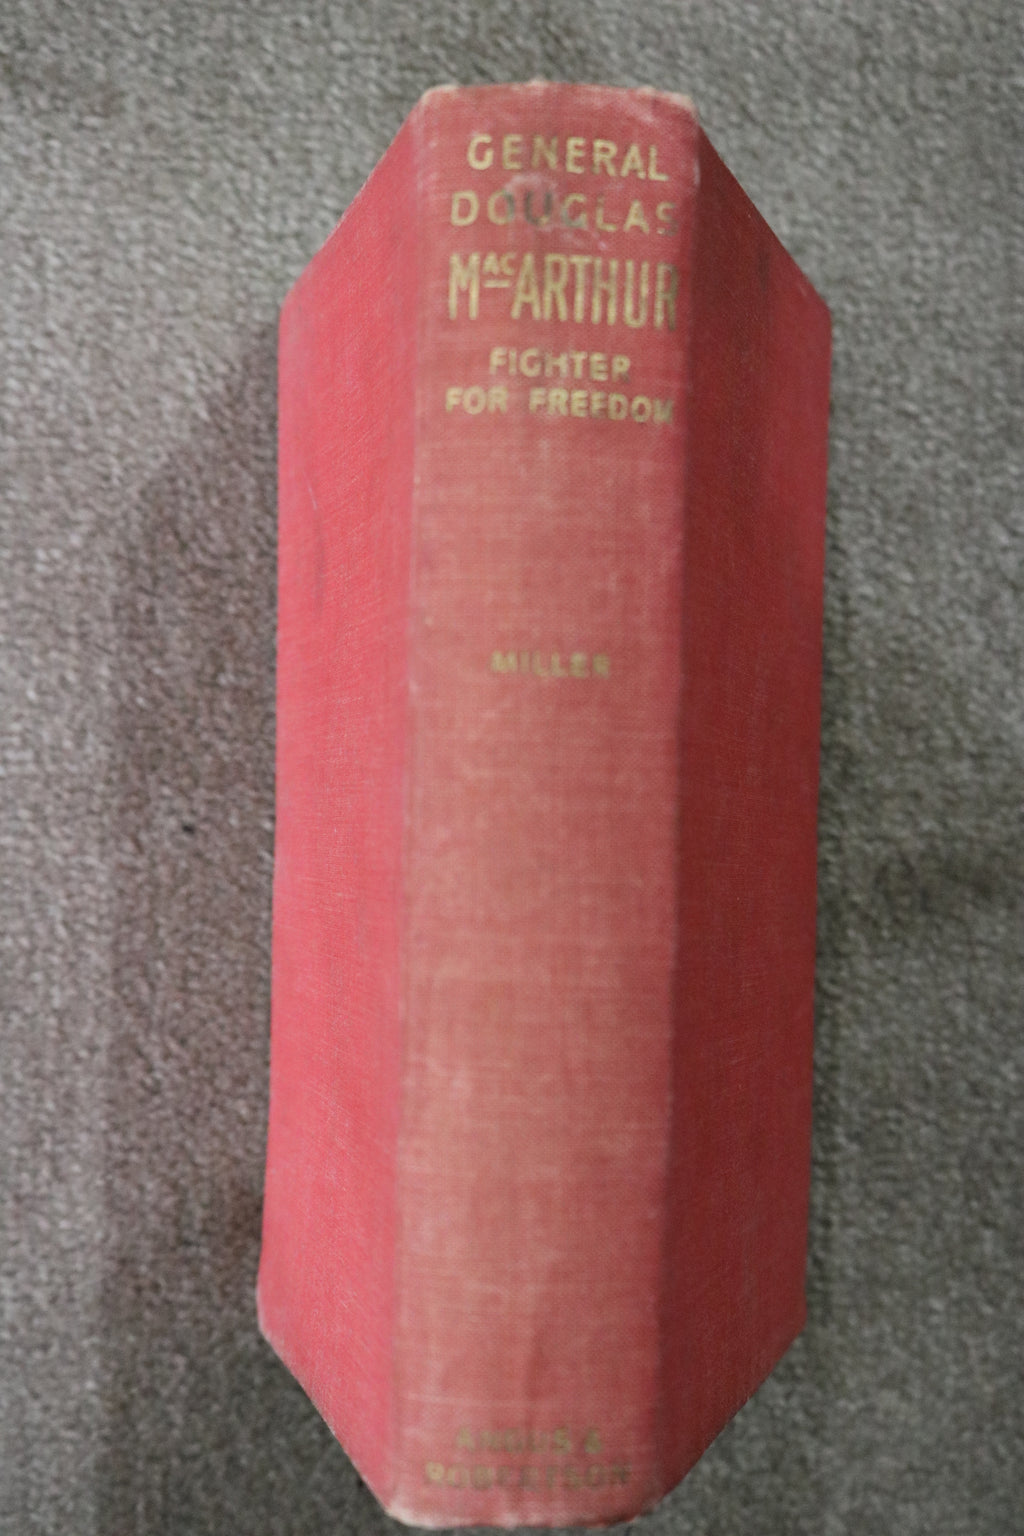 GENERAL
DOUGLAS
MACARTHUR
FIGHTER
FOR FREEDOM
MILLER
ANGUS &
ROBERTSON